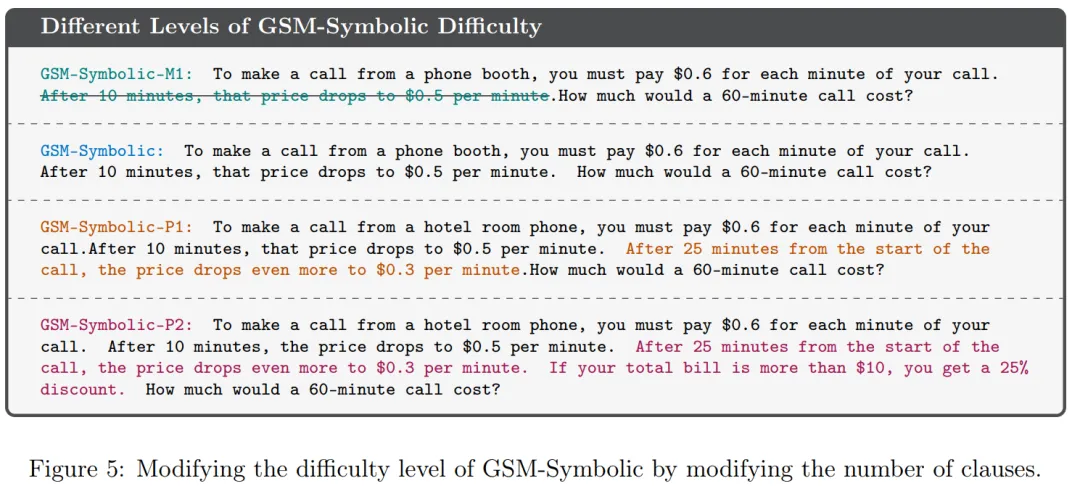 Different Levels of GSM-Symbolic Difficulty
GSM-Symbolic-M1: To make a call from a phone booth, you must pay $0.6 for each minute of your call.
After 10 minutes, that price drops to $0.5 per minute.How much would a 60-minute call cost?
GSM-Symbolic: To make a call from a phone booth, you must pay $0.6 for each minute of your call.
After 10 minutes, that price drops to $0.5 per minute. How much would a 60-minute call cost?
GSM-Symbolic-P1: To make a call from a hotel room phone, you must pay $0.6 for each minute of your
call.After 10 minutes, that price drops to $0.5 per minute. After 25 minutes from the start of the
call, the price drops even more to $0.3 per minute.How much would a 60-minute call cost?
GSM-Symbolic-P2: To make a call from a hotel room phone, you must pay $0.6 for each minute of your
call. After 10 minutes, the price drops to $0.5 per minute. After 25 minutes from the start of the
call, the price drops even more to $0.3 per minute. If your total bill is more than $10, you get a 25%
discount. How much would a 60-minute call cost?
Figure 5: Modifying the difficulty level of GSM-Symbolic by modifying the number of clauses.